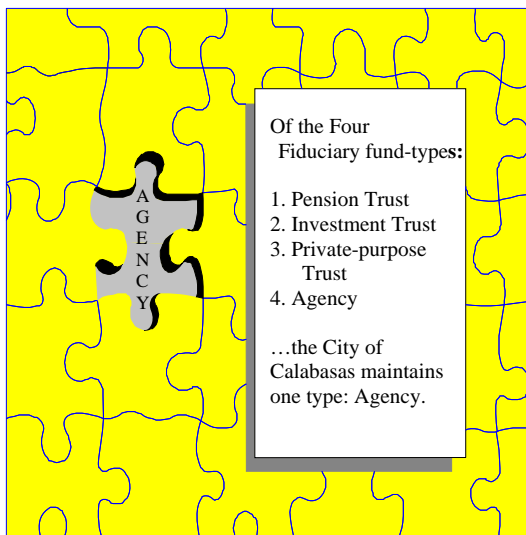 AGENCY
Of the Four
Fiduciary fund-types:
1. Pension Trust
2. Investment Trust
3. Private-purpose
Trust
4. Agency
…the City of
Calabasas maintains
one type: Agency.